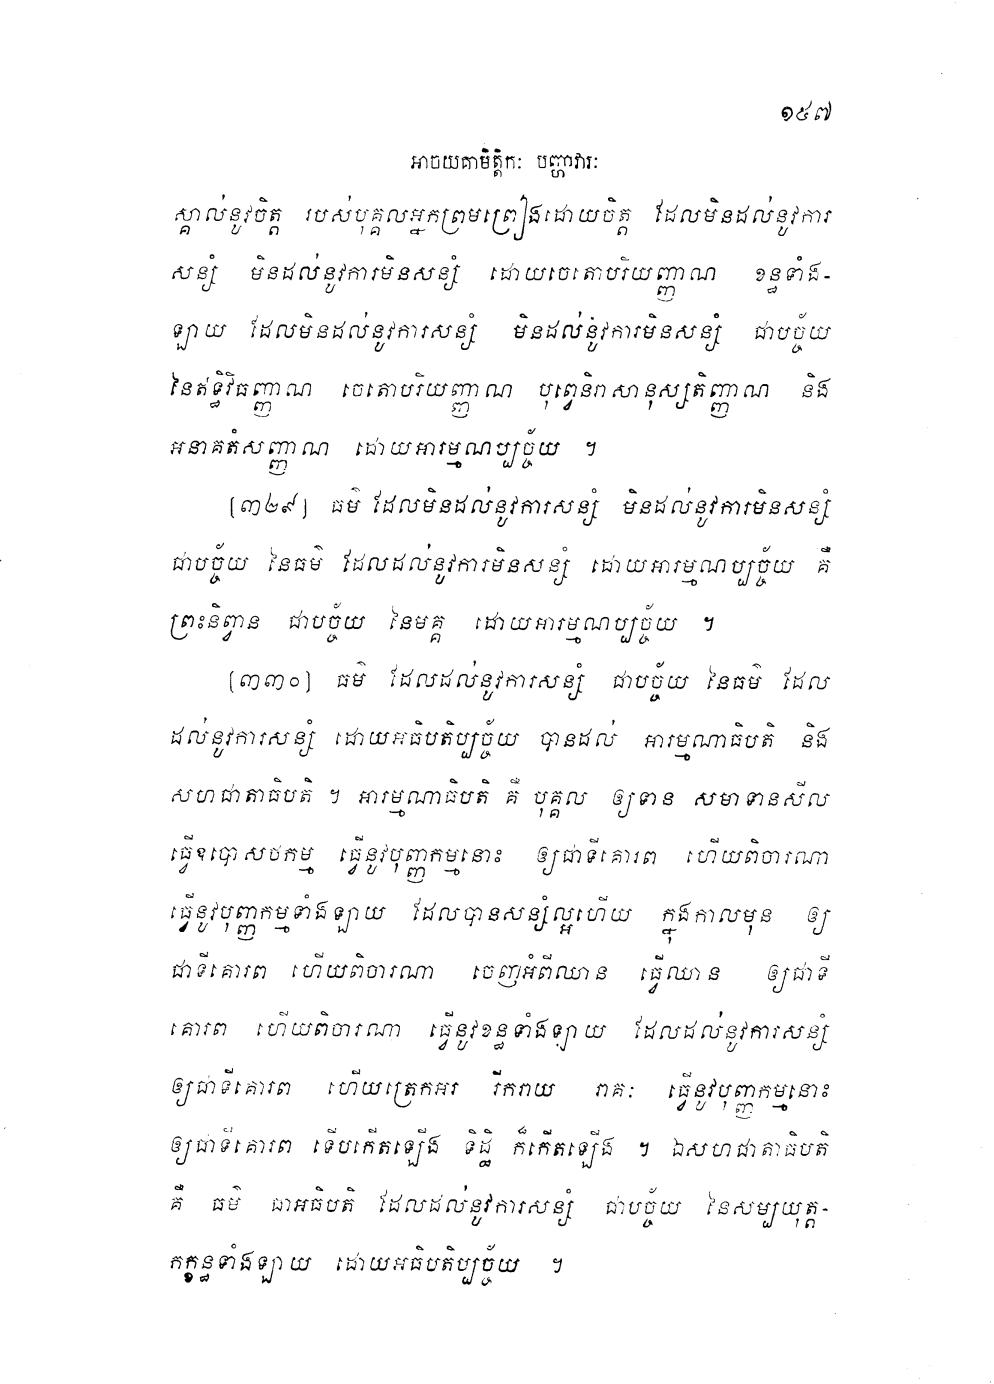 ១៥៧
អាចយគាមិត្តិកៈ បញ្ហាវារៈ
ស្គាល់នូវចិត្ត របស់បុគ្គលអ្នកព្រមព្រៀងដោយចិត្ត ដែលមិនដល់នូវការ
សន្សំ មិនដល់នូវការមិនសន្សំ ដោយចេតោបរិយញ្ញាណ ខន្ធទាំង-
ឡាយ ដែលមិនដល់នូវការសន្សំ មិនដល់នូវការមិនសន្សំ ជាបច្ច័យ
នៃឥទ្ធិវិធញ្ញាណ ចេតោបរិយញ្ញាណ បុព្វេនិវាសានុស្សតិញ្ញាណ និង
អនាគតំសញ្ញាណ ដោយអារម្មណប្បច្ច័យ ។
(៣២៩) ធម៌ ដែលមិនដល់នូវការសន្សំ មិនដល់នូវការមិនសន្សំ
ជាបច្ច័យ នៃធម៌ ដែលដល់នូវការមិនសន្សំ ដោយអារម្មណប្បច្ច័យ គឺ
ព្រះនិព្វាន ជាបច្ច័យ នៃមគ្គ ដោយអារម្មណប្បច្ច័យ ។
(៣៣០) ធម៌ ដែលដល់នូវការសន្សំ ជាបច្ច័យ នៃធម៌ ដែល
ដល់នូវការសន្សំ ដោយអធិបតិប្បច្ច័យ បានដល់ អារម្មណាធិបតិ និង
សហជាតាធិបតិ ។ អារម្មណាធិបតិ គឺ បុគ្គល ឲ្យទាន សមាទានសីល
ធ្វើឧបោសថកម្ម ធ្វើនូវបុញ្ញកម្មនោះ ឲ្យជាទីគោរព ហើយពិចារណា
ធ្វើនូវបុញ្ញកម្មទាំងឡាយ ដែលបានសន្សំល្អហើយ ក្នុងកាលមុន ឲ្យ
ជាទីគោរព ហើយពិចារណា ចេញអំពីឈាន ធ្វើឈាន ឲ្យជាទី
គោរព ហើយពិចារណា ធ្វើនូវខន្ធទាំងឡាយ ដែលដល់នូវការសន្សំ
ឲ្យជាទីគោរព ហើយត្រេកអរ រីករាយ រាគៈ ធ្វើនូវបុញ្ញកម្មនោះ
ឲ្យជាទីគោរព ទើបកើតឡើង ទិដ្ឋិ ក៏កើតឡើង ។ ឯសហជាតាធិបតិ
គឺ ធម៌ ជាអធិបតិ ដែលដល់នូវការសន្សំ ជាបច្ច័យ នៃសម្បយុត្ត-
កក្ខន្ធទាំងឡាយ ដោយអធិបតិប្បច្ច័យ ។